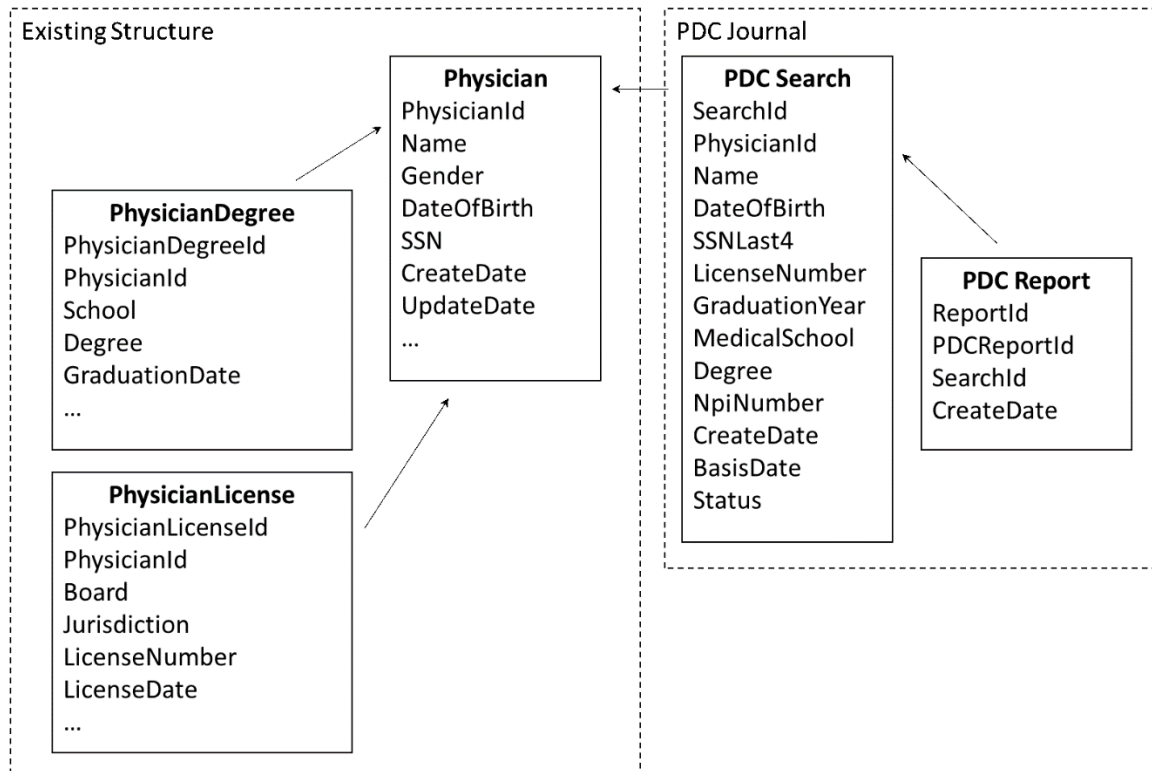 Existing Structure
Physician
PhysicianId
Name
Gender
DateOfBirth
SSN
CreateDate
UpdateDate
...
PhysicianDegree
PhysicianDegreeId
PhysicianId
School
Degree
GraduationDate
...
PhysicianLicense
PhysicianLicenseId
PhysicianId
Board
Jurisdiction
LicenseNumber
LicenseDate
...
PDC Journal
PDC Search
SearchId
PhysicianId
Name
DateOfBirth
SSNLast4
LicenseNumber
GraduationYear
MedicalSchool
Degree
NpiNumber
CreateDate
BasisDate
Status
PDC Report
ReportId
PDCReportId
SearchId
CreateDate